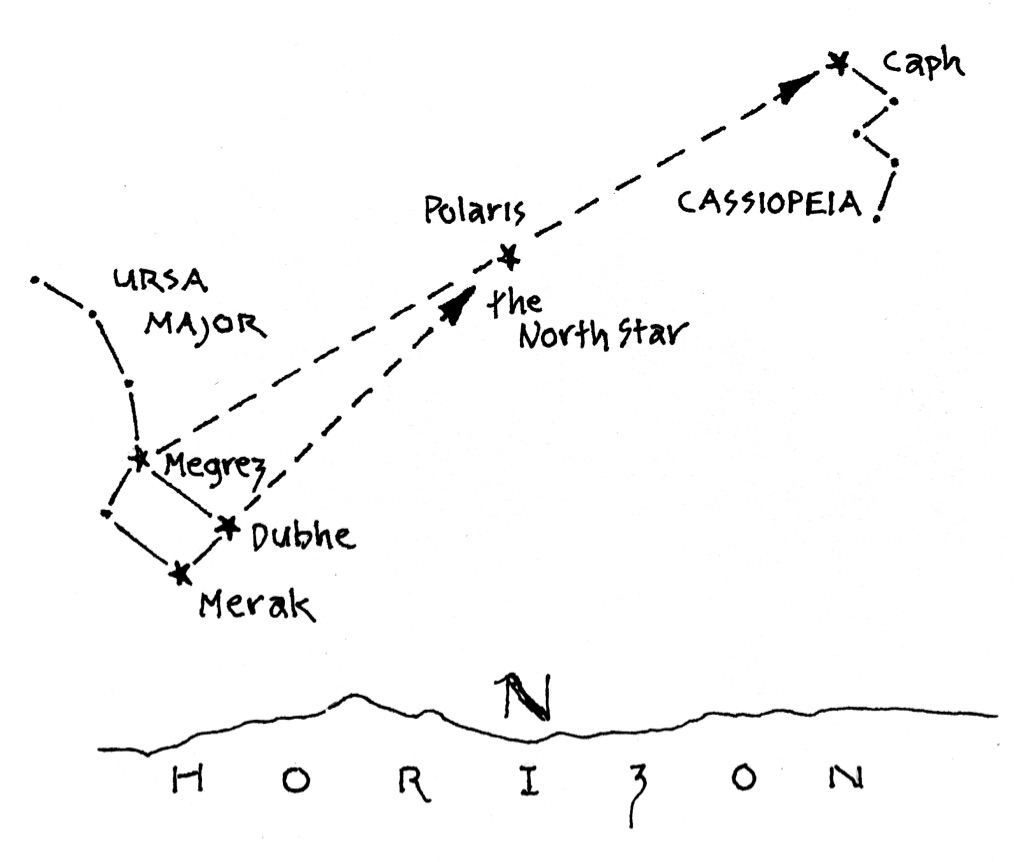 Caph
CASSIOPEIA
Polaris
the
North Star
URSA
MAJOR
Megrez
Dubhe
Merak
N
HORIZON